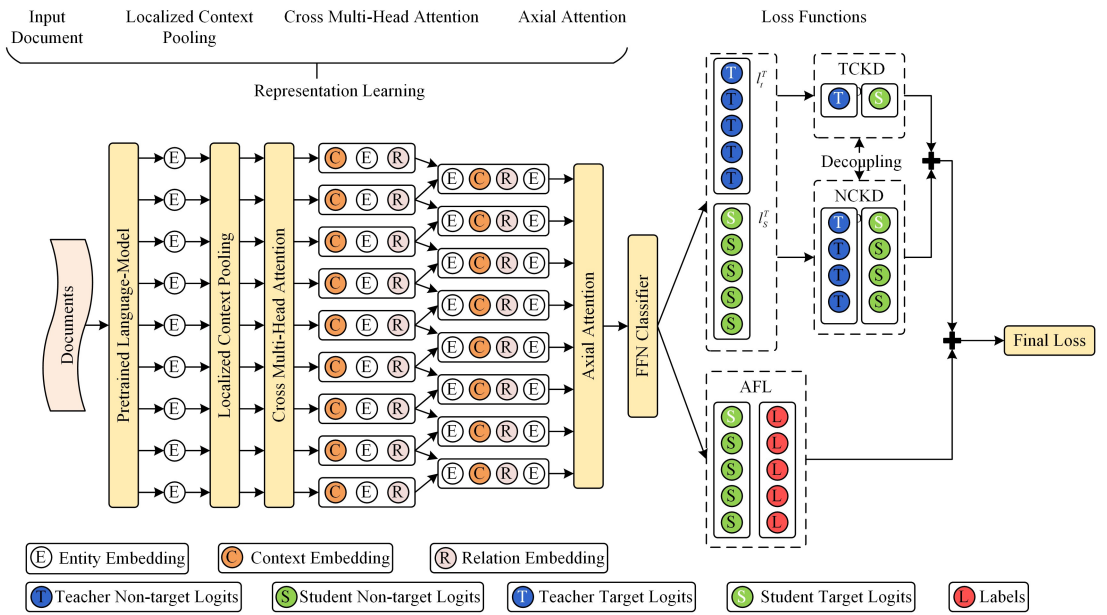 Input Document
Localized Context Pooling
Cross Multi-Head Attention
Axial Attention
Loss Functions
Representation Learning
Documents
Pretrained Language-Model
E
E
E
E
E
E
E
E
E
Localized Context Pooling
Cross Multi-Head Attention
C E R
C E R
C E R
C E R
C E R
C E R
C E R
C E R
C E R
E C R E
E C R E
E C R E
E C R E
E C R E
E C R E
E C R E
E C R E
Axial Attention
FFN Classifier
T
T
T
T
T
l_t^T
S
S
S
S
S
l_S^T
TCKD
T S
Decoupling
NCKD
T S
T S
T S
T S
AFL
S L
S L
S L
S L
S L
Final Loss
E Entity Embedding
C Context Embedding
R Relation Embedding
T Teacher Non-target Logits
S Student Non-target Logits
T Teacher Target Logits
S Student Target Logits
L Labels